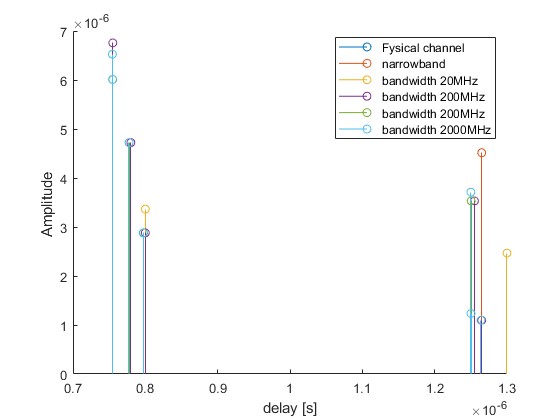 ×10⁻⁶
7
6
5
4
3
2
1
0
Amplitude
Fysical channel
narrowband
bandwidth 20MHz
bandwidth 200MHz
bandwidth 200MHz
bandwidth 2000MHz
0.7 0.8 0.9 1 1.1 1.2 1.3
delay [s]
×10⁻⁶